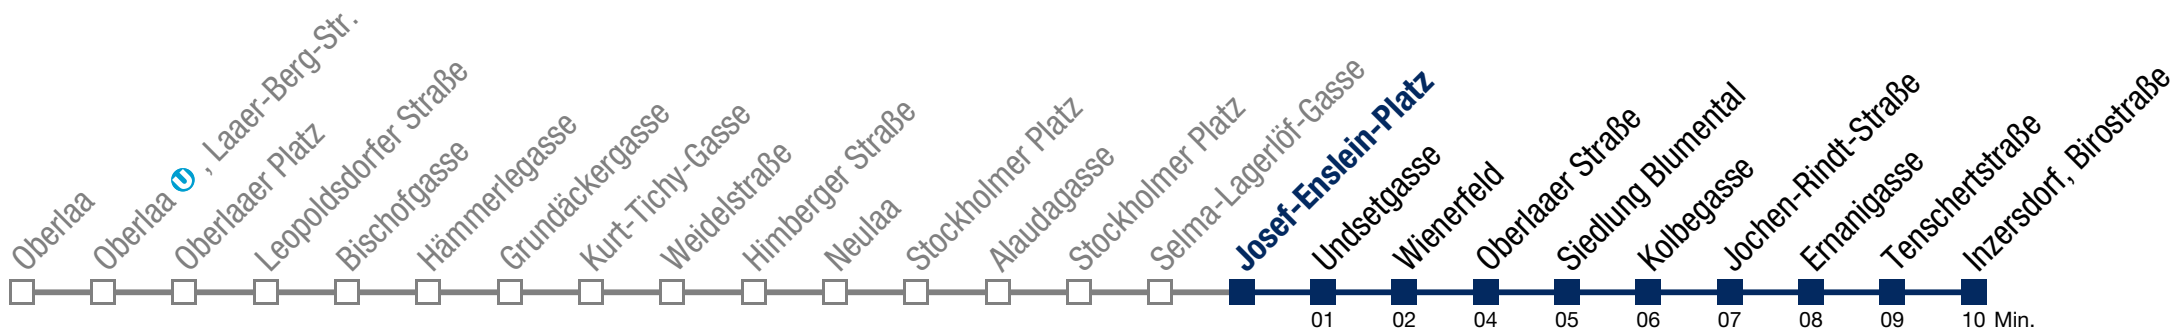 Oberlaa
Oberlaa U , Laaer-Berg-Str.
Oberlaaer Platz
Leopoldsdorfer Straße
Bischofgasse
Hämmerlegasse
Grundäckergasse
Kurt-Tichy-Gasse
Weidelstraße
Himberger Straße
Neulaa
Stockholmer Platz
Alaudagasse
Stockholmer Platz
Selma-Lagerlöf-Gasse
Josef-Enslein-Platz
Undsetgasse
Wienerfeld
Oberlaaer Straße
Siedlung Blumental
Kolbegasse
Jochen-Rindt-Straße
Ernanigasse
Tenschertstraße
Inzersdorf, Birostraße
01 02 04 05 06 07 08 09 10 Min.